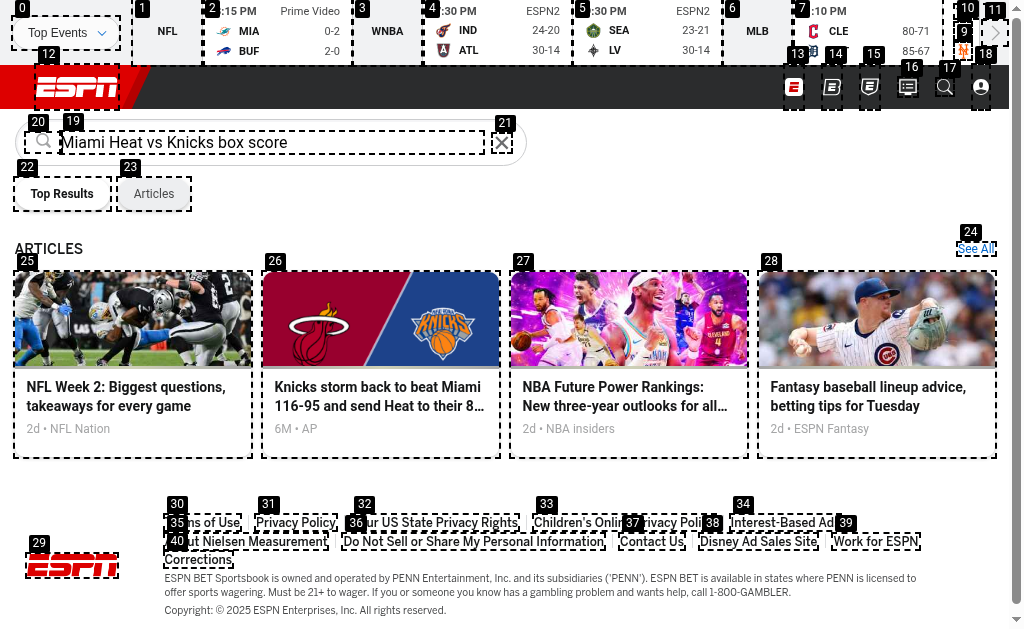 Top Events
NFL
:15 PM Prime Video
MIA 0-2
BUF 2-0
WNBA
:30 PM ESPN2
IND 24-20
ATL 30-14
:30 PM ESPN2
SEA 23-21
LV 30-14
MLB
:10 PM
CLE 80-71
85-67
0
1
2
3
4
5
6
7
9
10
11
12
13
14
15
16
17
18
ESPN
19
20
21
Miami Heat vs Knicks box score
22
23
Top Results
Articles
24
ARTICLES
See All
25
26
27
28
NFL Week 2: Biggest questions, takeaways for every game
2d • NFL Nation
Knicks storm back to beat Miami 116-95 and send Heat to their 8...
6M • AP
NBA Future Power Rankings: New three-year outlooks for all...
2d • NBA insiders
Fantasy baseball lineup advice, betting tips for Tuesday
2d • ESPN Fantasy
29
ESPN
30
31
32
33
34
ms of Use
Privacy Policy
ur US State Privacy Rights
Children's Onlin
rivacy Poli
Interest-Based Ad
35
36
37
38
39
ut Nielsen Measurement
Do Not Sell or Share My Personal Information
Contact Us
Disney Ad Sales Site
Work for ESPN
40
Corrections
ESPN BET Sportsbook is owned and operated by PENN Entertainment, Inc. and its subsidiaries ('PENN'). ESPN BET is available in states where PENN is licensed to
offer sports wagering. Must be 21+ to wager. If you or someone you know has a gambling problem and wants help, call 1-800-GAMBLER.
Copyright: © 2025 ESPN Enterprises, Inc. All rights reserved.